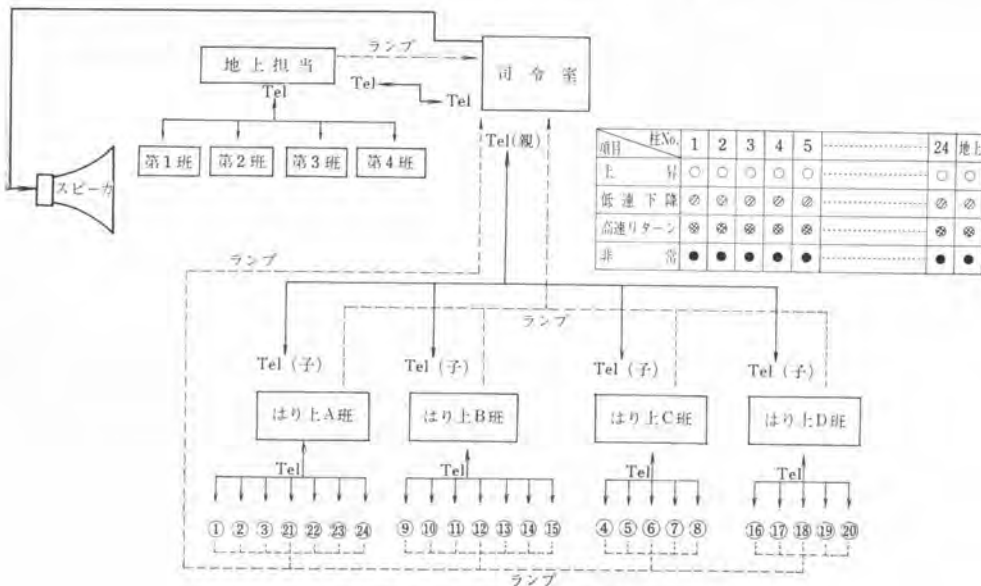 ランプ
地上担当
司令室
Tel
Tel
Tel(親)
第1班
第2班
第3班
第4班
スピーカ
項目 柱No. 1 2 3 4 5 24 地上
上昇 ○ ○ ○ ○ ○ ○ ○
低速下降 ⊘ ⊘ ⊘ ⊘ ⊘ ⊘ ⊘
高速リターン ⊗ ⊗ ⊗ ⊗ ⊗ ⊗ ⊗
非常 ● ● ● ● ● ● ●
ランプ
ランプ
Tel (子)
Tel (子)
Tel (子)
Tel (子)
はり上A班
はり上B班
はり上C班
はり上D班
Tel
Tel
Tel
Tel
① ② ③ ㉑ ㉒ ㉓ ㉔
⑨ ⑩ ⑪ ⑫ ⑬ ⑭ ⑮
④ ⑤ ⑥ ⑦ ⑧
⑯ ⑰ ⑱ ⑲ ⑳
ランプ